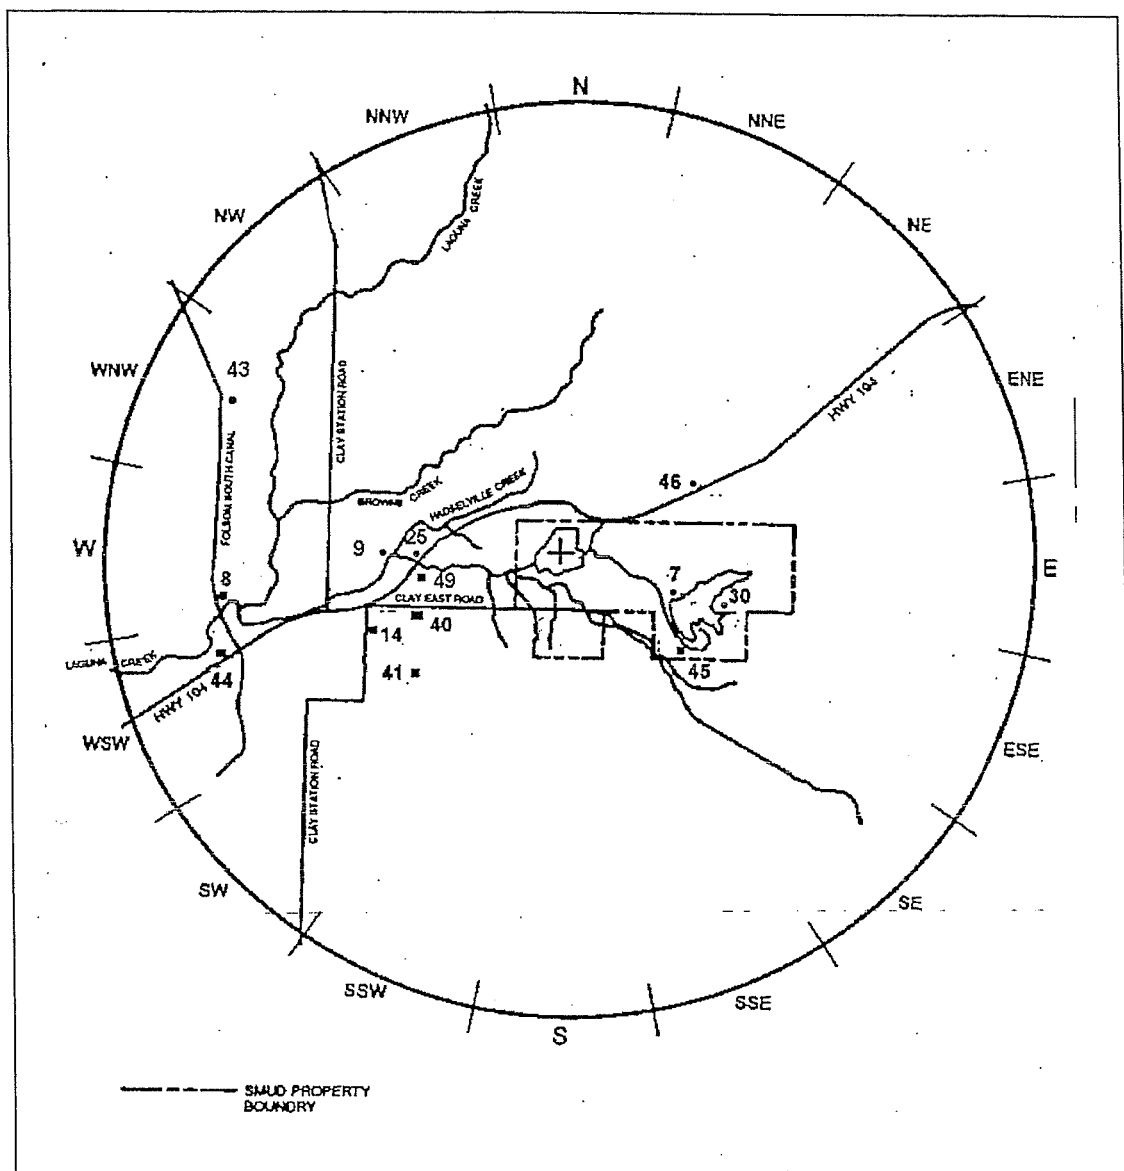 N
NNW
NNE
NW
NE
LAGUNA CREEK
WNW
43
ENE
CLAY STATION ROAD
HWY 104
FOLSOM SOUTH CANAL
46
BROWNS CREEK
HADSELVILLE CREEK
W
9
25
E
8
49
7
30
CLAY EAST ROAD
14
40
LAGUNA CREEK
44
41
45
HWY 104
WSW
ESE
CLAY STATION ROAD
SW
SE
SSW
SSE
S
SMUD PROPERTY
BOUNDRY